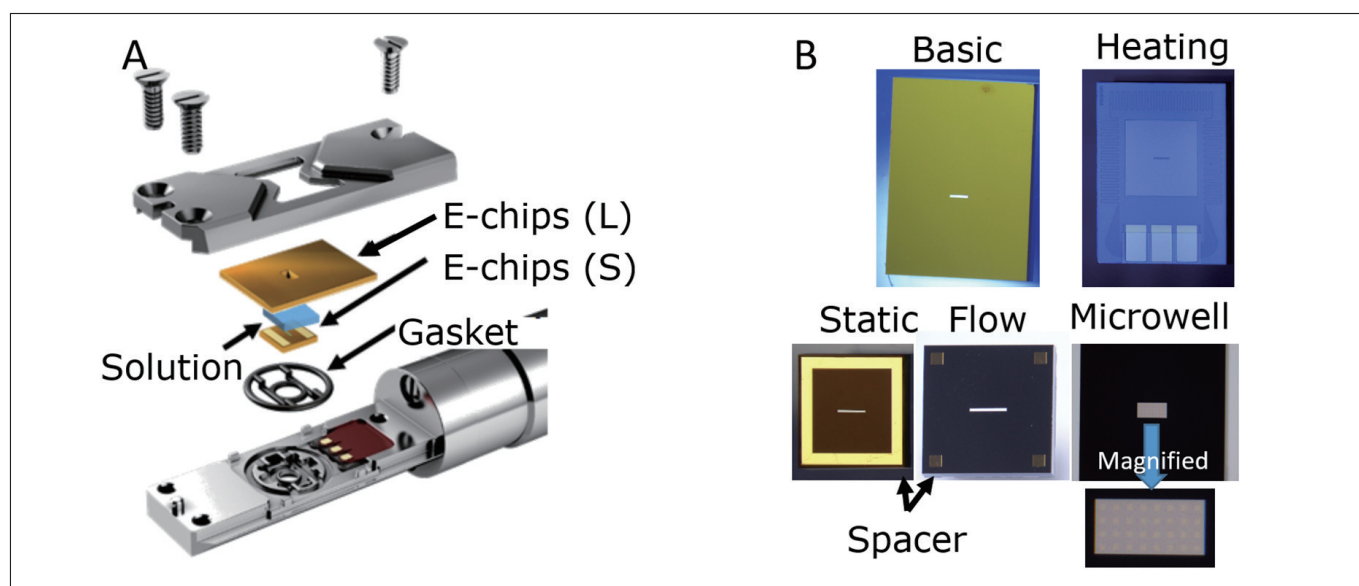 A
E-chips (L)
E-chips (S)
Gasket
Solution
B
Basic
Heating
Static
Flow
Microwell
Magnified
Spacer